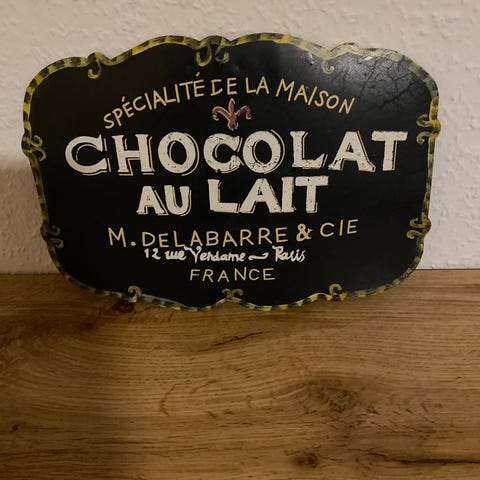 SPÉCIALITÉ DE LA MAISON
CHOCOLAT
AU LAIT
M. DELABARRE & CIE
12 rue Vendame ~ Paris
FRANCE